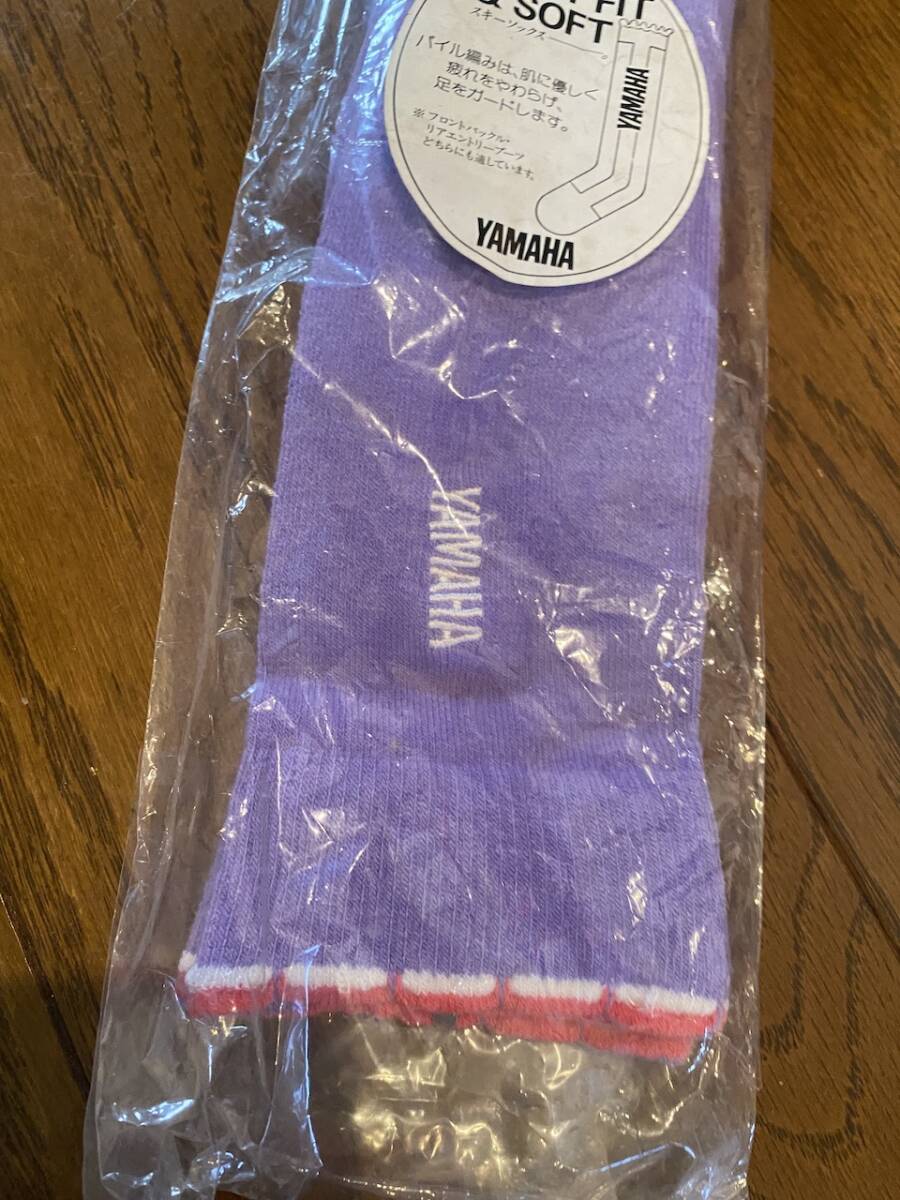 FIT
& SOFT
スキーソックス
パイル編みは、肌に優しく
疲れをやわらげ、
足をガードします。
※フロントバックル・
リアエントリーブーツ
どちらにも適しています。
YAMAHA
YAMAHA
YAMAHA